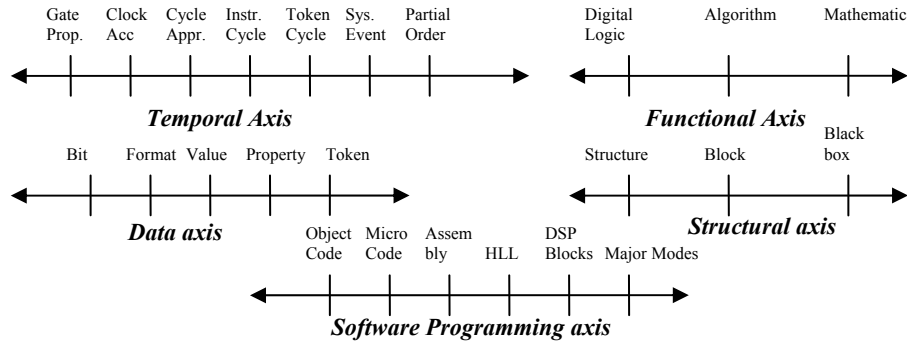 Gate Prop.
Clock Acc
Cycle Appr.
Instr. Cycle
Token Cycle
Sys. Event
Partial Order
Temporal Axis
Digital Logic
Algorithm
Mathematic
Functional Axis
Bit
Format
Value
Property
Token
Data axis
Structure
Block
Black box
Structural axis
Object Code
Micro Code
Assem bly
HLL
DSP Blocks
Major Modes
Software Programming axis